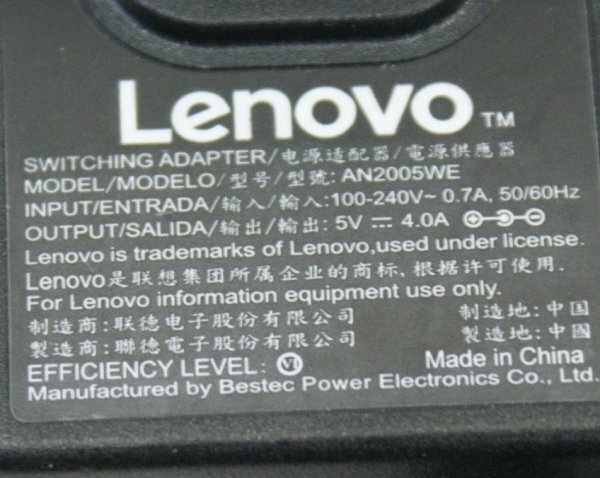 Lenovo TM
SWITCHING ADAPTER/电源适配器/電源供應器
MODEL/MODELO/型号/型號: AN2005WE
INPUT/ENTRADA/输入/輸入:100-240V~ 0.7A, 50/60Hz
OUTPUT/SALIDA/输出/輸出: 5V ⎓ 4.0A
Lenovo is trademarks of Lenovo,used under license.
Lenovo是联想集团所属企业的商标,根据许可使用.
For Lenovo information equipment use only.
制造商:联德电子股份有限公司 制造地:中国
製造商:聯德電子股份有限公司 製造地:中國
EFFICIENCY LEVEL: VI Made in China
Manufactured by Bestec Power Electronics Co., Ltd.